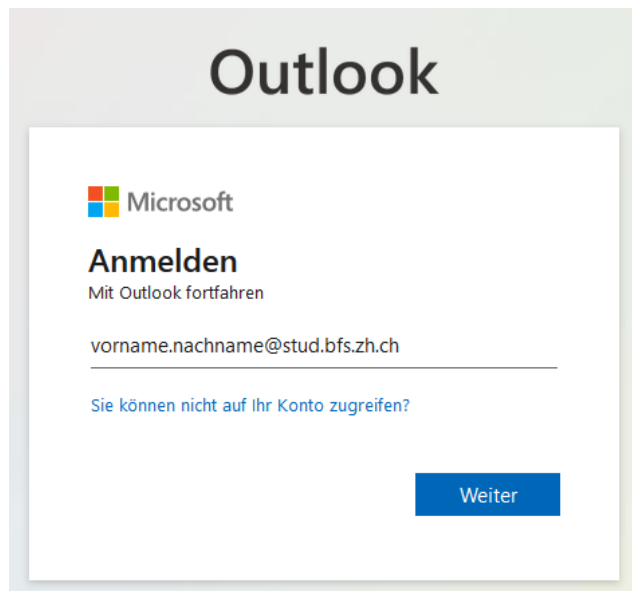 Outlook
Microsoft
Anmelden
Mit Outlook fortfahren
vorname.nachname@stud.bfs.zh.ch
Sie können nicht auf Ihr Konto zugreifen?
Weiter